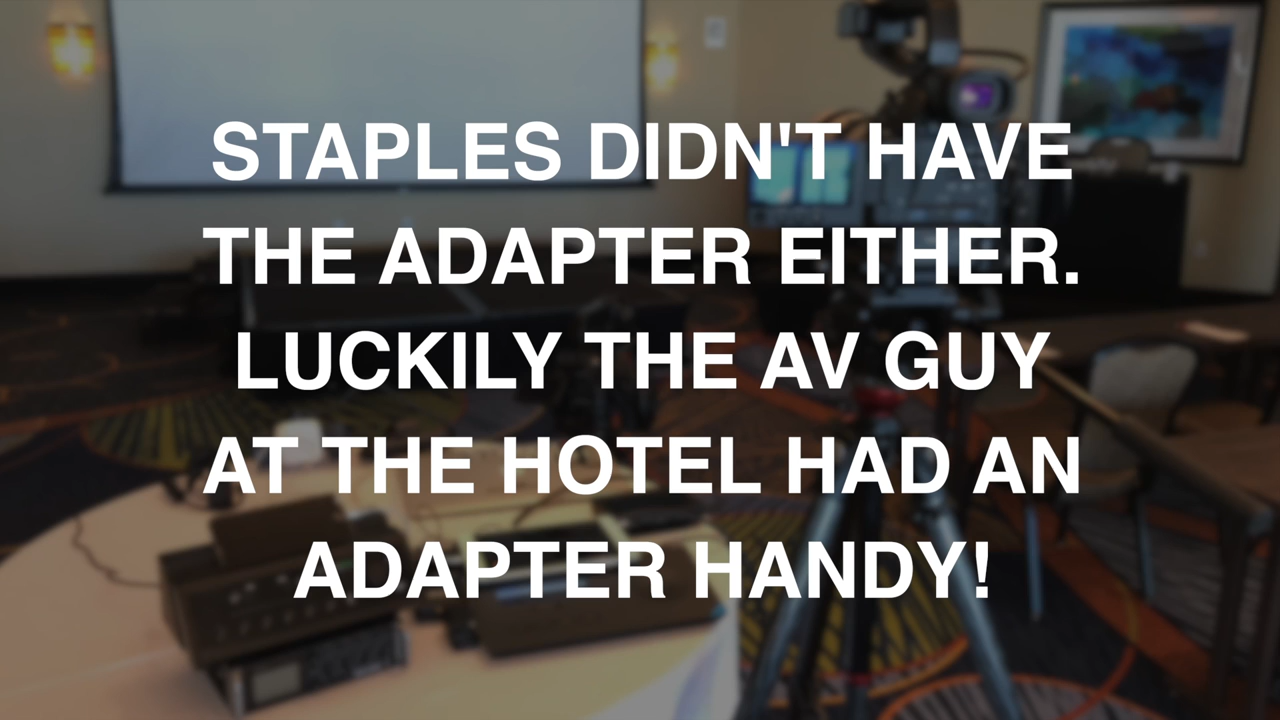 STAPLES DIDN'T HAVE
THE ADAPTER EITHER.
LUCKILY THE AV GUY
AT THE HOTEL HAD AN
ADAPTER HANDY!